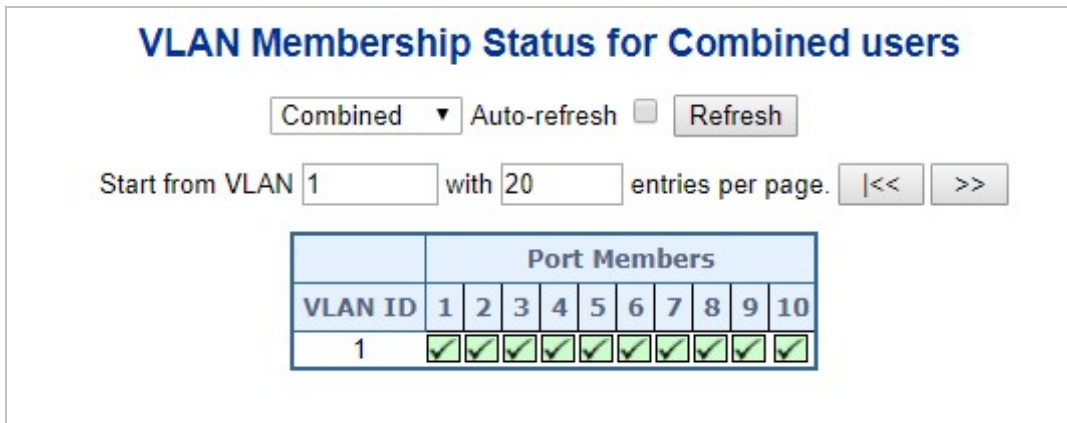 VLAN Membership Status for Combined users
Combined Auto-refresh Refresh
Start from VLAN 1 with 20 entries per page. |<< >>
Port Members
VLAN ID 1 2 3 4 5 6 7 8 9 10
1